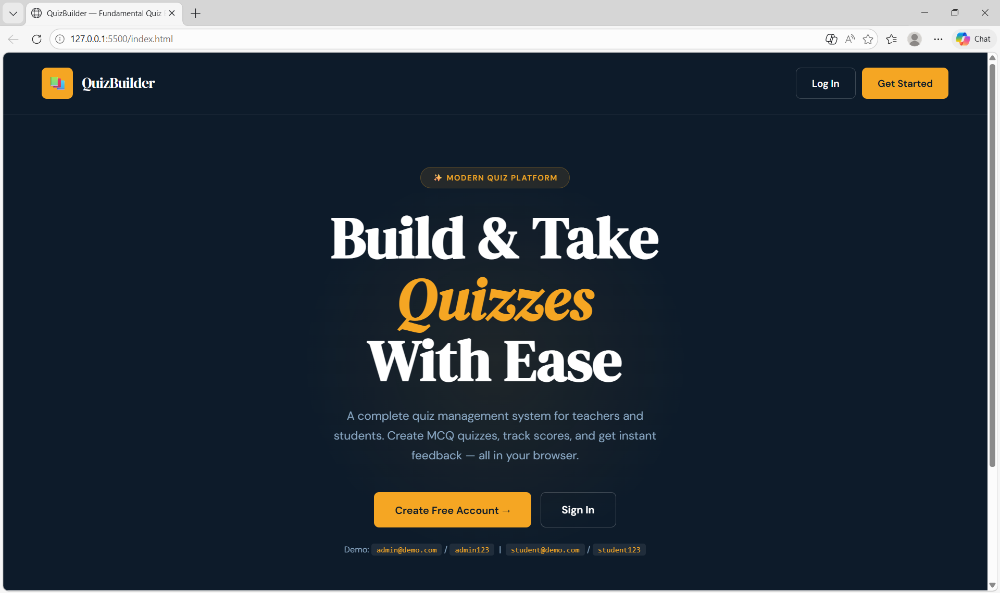 QuizBuilder — Fundamental Quiz
127.0.0.1:5500/index.html
Chat
QuizBuilder
Log In
Get Started
✨ MODERN QUIZ PLATFORM
Build & Take
Quizzes
With Ease
A complete quiz management system for teachers and
students. Create MCQ quizzes, track scores, and get instant
feedback — all in your browser.
Create Free Account →
Sign In
Demo: admin@demo.com / admin123 | student@demo.com / student123